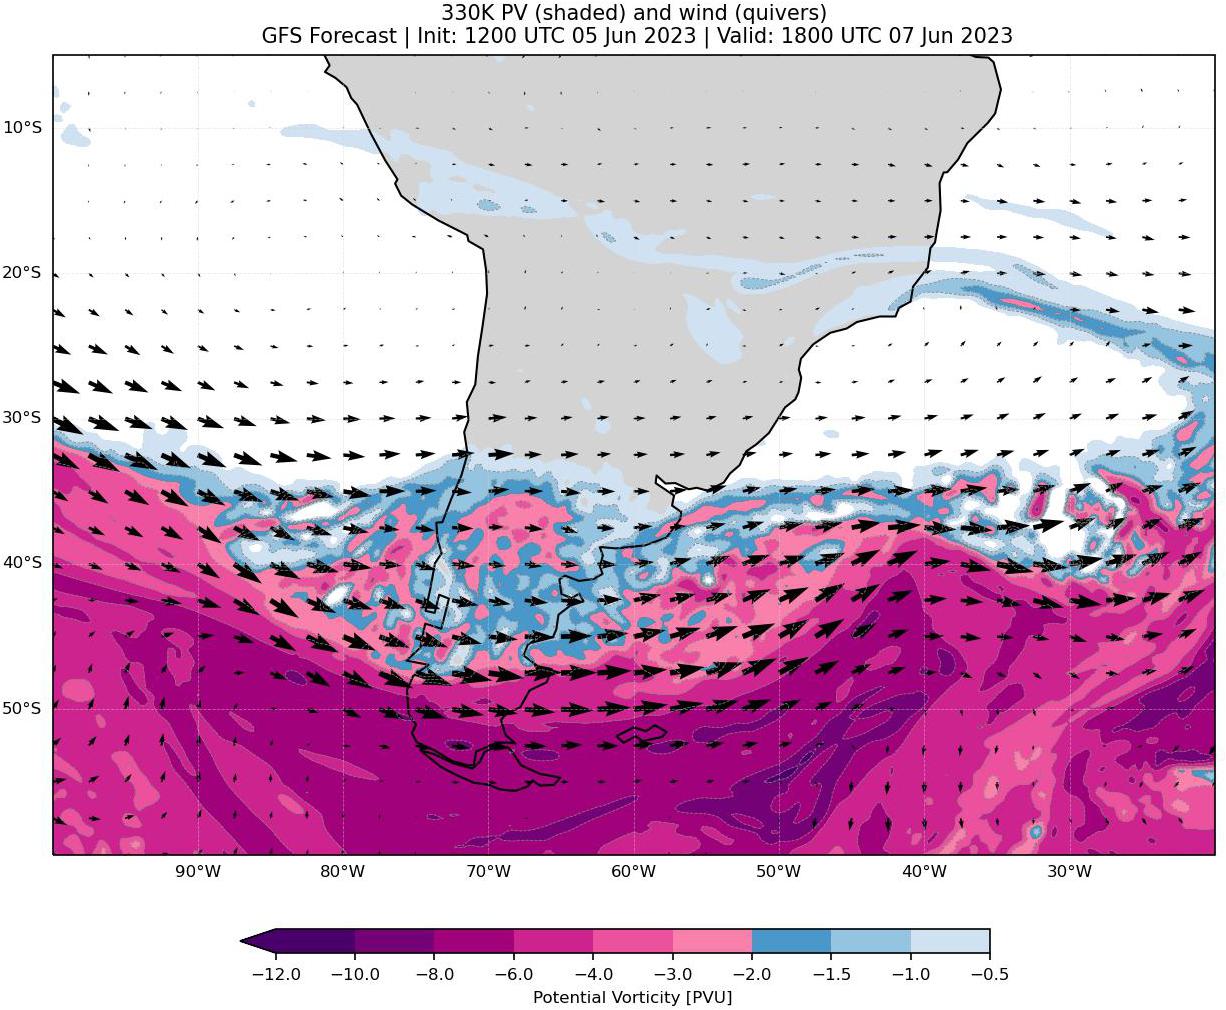 330K PV (shaded) and wind (quivers)
GFS Forecast | Init: 1200 UTC 05 Jun 2023 | Valid: 1800 UTC 07 Jun 2023
10°S
20°S
30°S
40°S
50°S
90°W 80°W 70°W 60°W 50°W 40°W 30°W
−12.0 −10.0 −8.0 −6.0 −4.0 −3.0 −2.0 −1.5 −1.0 −0.5
Potential Vorticity [PVU]